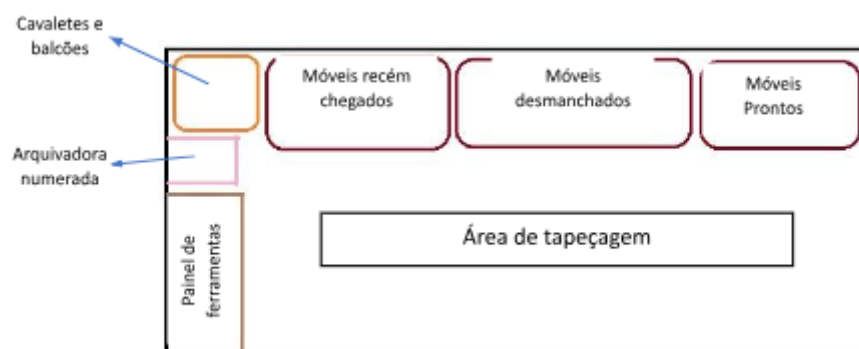 Cavaletes e
balcões
Móveis recém
chegados
Móveis
desmanchados
Móveis
Prontos
Arquivadora
numerada
Painel de
ferramentas
Área de tapeçagem